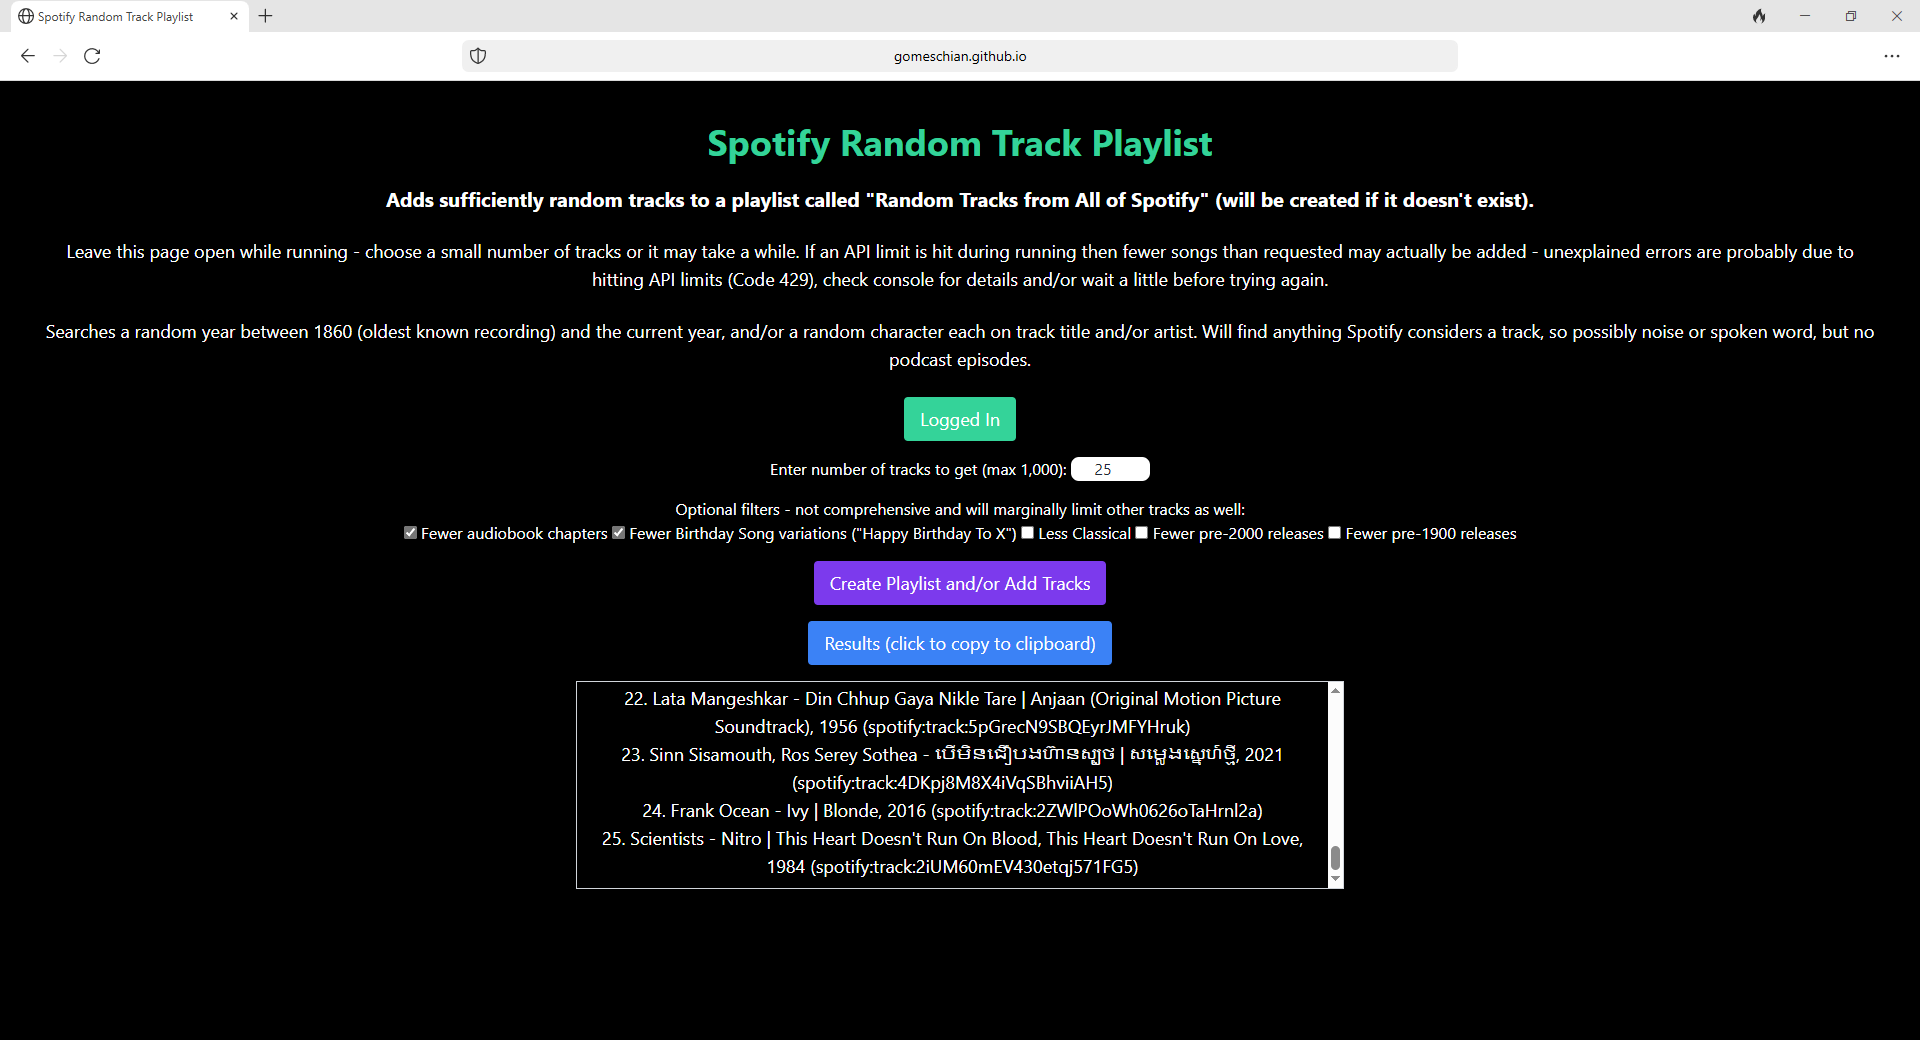 Spotify Random Track Playlist
gomeschian.github.io
Spotify Random Track Playlist
Adds sufficiently random tracks to a playlist called "Random Tracks from All of Spotify" (will be created if it doesn't exist).
Leave this page open while running - choose a small number of tracks or it may take a while. If an API limit is hit during running then fewer songs than requested may actually be added - unexplained errors are probably due to
hitting API limits (Code 429), check console for details and/or wait a little before trying again.
Searches a random year between 1860 (oldest known recording) and the current year, and/or a random character each on track title and/or artist. Will find anything Spotify considers a track, so possibly noise or spoken word, but no
podcast episodes.
Logged In
Enter number of tracks to get (max 1,000): 25
Optional filters - not comprehensive and will marginally limit other tracks as well:
Fewer audiobook chapters Fewer Birthday Song variations ("Happy Birthday To X") Less Classical Fewer pre-2000 releases Fewer pre-1900 releases
Create Playlist and/or Add Tracks
Results (click to copy to clipboard)
22. Lata Mangeshkar - Din Chhup Gaya Nikle Tare | Anjaan (Original Motion Picture
Soundtrack), 1956 (spotify:track:5pGrecN9SBQEyrJMFYHruk)
23. Sinn Sisamouth, Ros Serey Sothea - បើមិនជឿបងហ៊ានស្បថ | សម្លេងស្នេហ៍ថ្មី, 2021
(spotify:track:4DKpj8M8X4iVqSBhviiAH5)
24. Frank Ocean - Ivy | Blonde, 2016 (spotify:track:2ZWlPOoWh0626oTaHrnl2a)
25. Scientists - Nitro | This Heart Doesn't Run On Blood, This Heart Doesn't Run On Love,
1984 (spotify:track:2iUM60mEV430etqj571FG5)